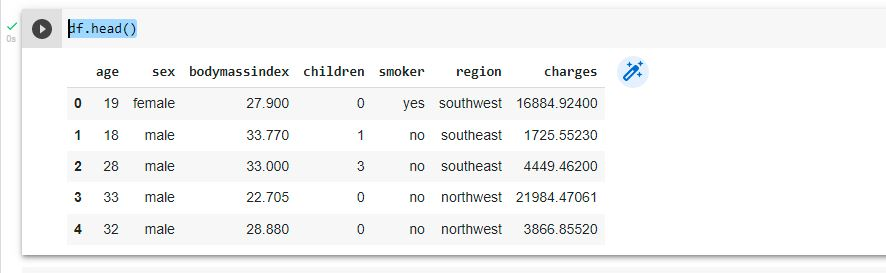 df.head()
0s
age sex bodymassindex children smoker region charges
0 19 female 27.900 0 yes southwest 16884.92400
1 18 male 33.770 1 no southeast 1725.55230
2 28 male 33.000 3 no southeast 4449.46200
3 33 male 22.705 0 no northwest 21984.47061
4 32 male 28.880 0 no northwest 3866.85520